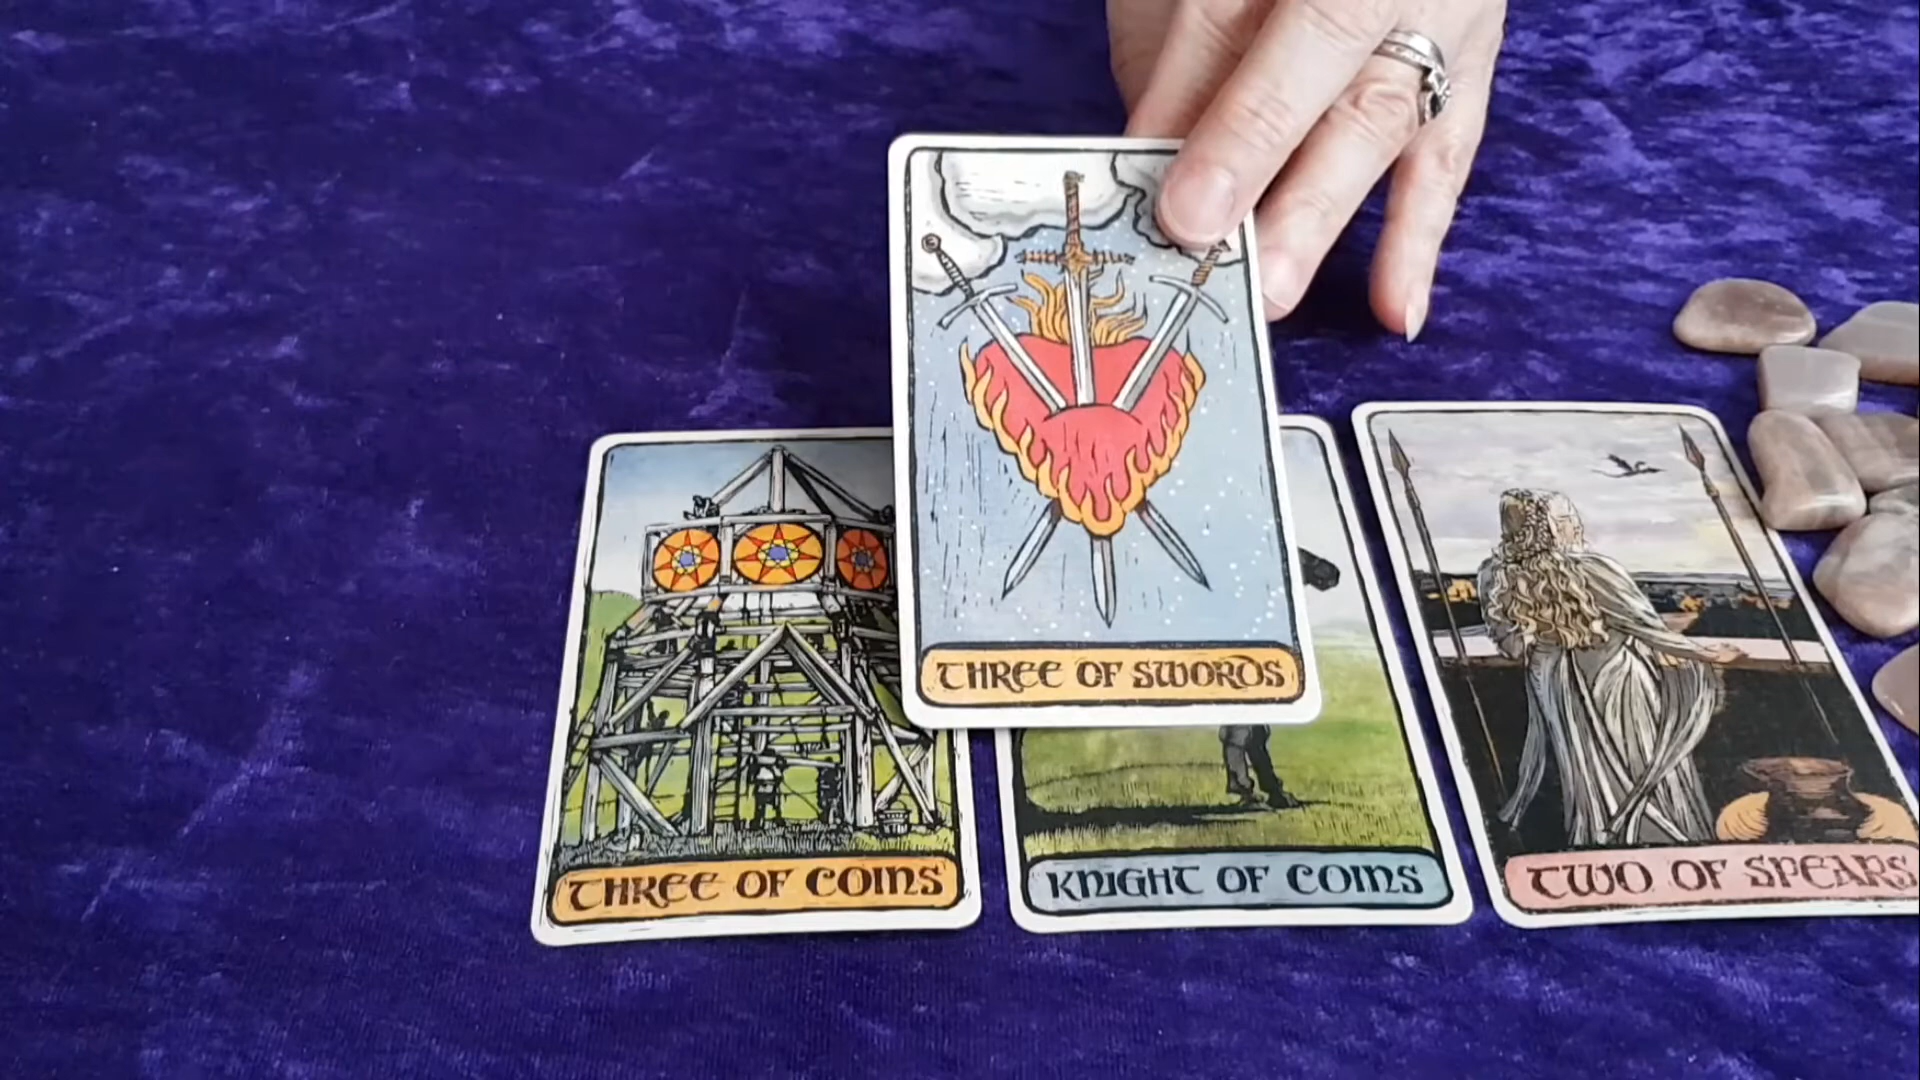 THREE OF SWORDS
THREE OF COINS
KNIGHT OF COINS
TWO OF SPEARS